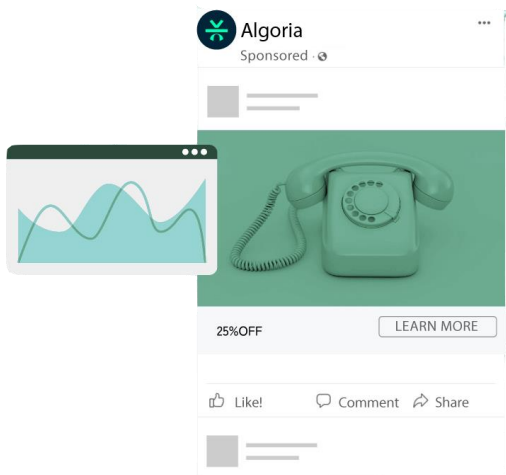 Algoria
Sponsored ·
25%OFF
LEARN MORE
Like!
Comment
Share